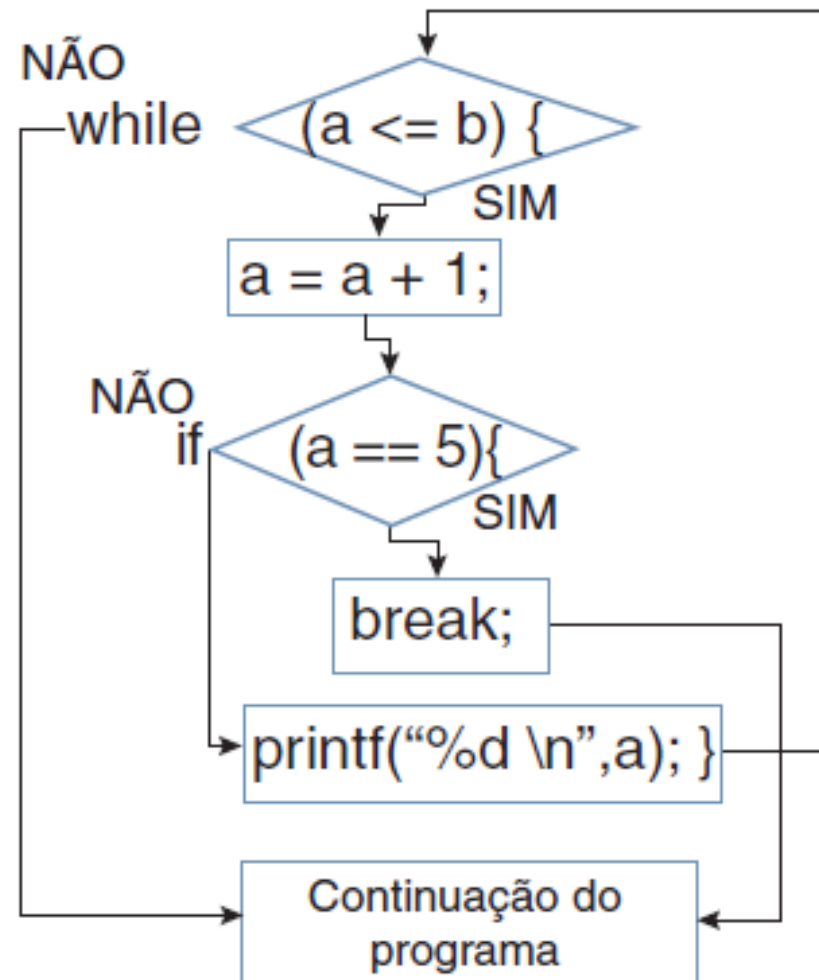 NÃO
while (a <= b) {
SIM
a = a + 1;
NÃO
if (a == 5){
SIM
break;
printf(“%d \n”,a); }
Continuação do
programa